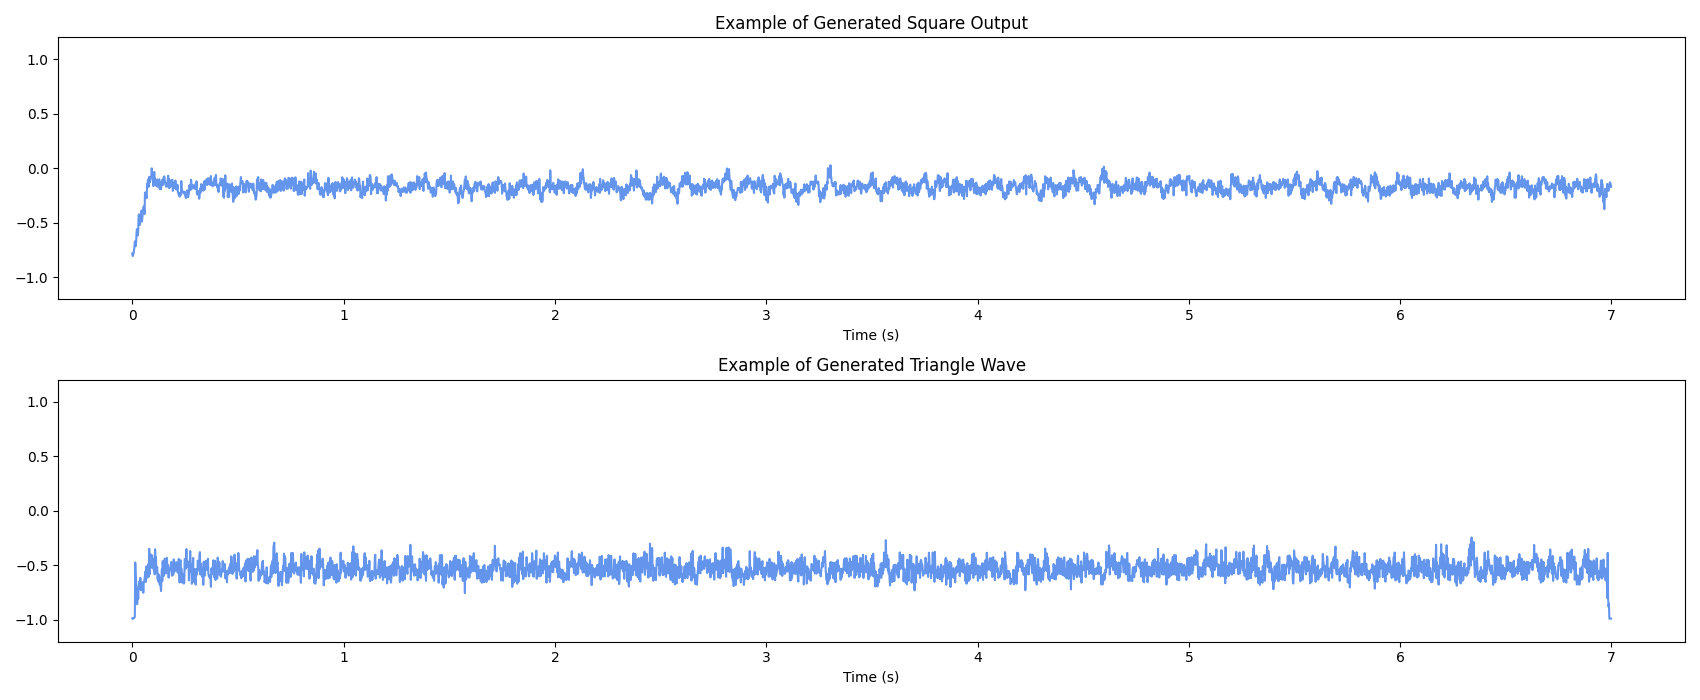 Example of Generated Square Output
1.0
0.5
0.0
−0.5
−1.0
0 1 2 3 4 5 6 7
Time (s)
Example of Generated Triangle Wave
1.0
0.5
0.0
−0.5
−1.0
0 1 2 3 4 5 6 7
Time (s)